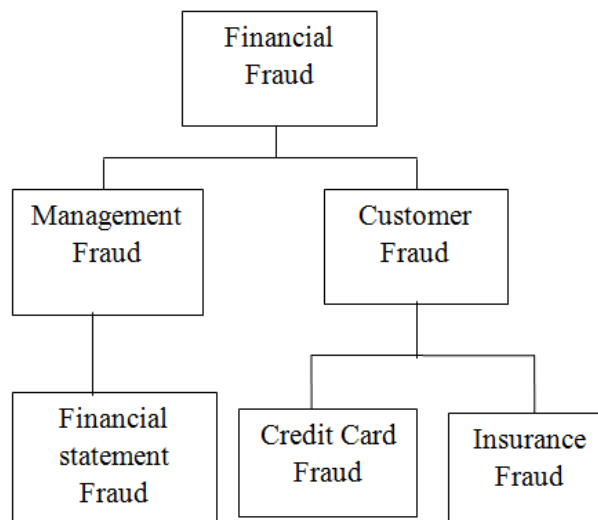 Financial
Fraud
Management
Fraud
Customer
Fraud
Financial
statement
Fraud
Credit Card
Fraud
Insurance
Fraud